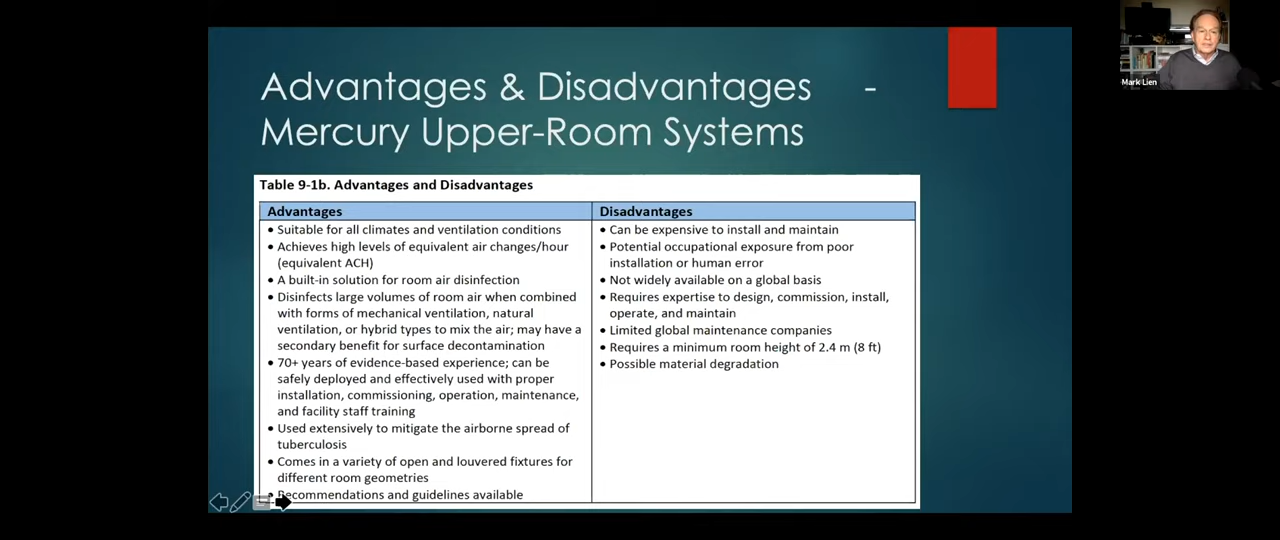 Advantages & Disadvantages -
Mercury Upper-Room Systems
Mark Lien
Table 9-1b. Advantages and Disadvantages
Advantages
• Suitable for all climates and ventilation conditions
• Achieves high levels of equivalent air changes/hour
(equivalent ACH)
• A built-in solution for room air disinfection
• Disinfects large volumes of room air when combined
with forms of mechanical ventilation, natural
ventilation, or hybrid types to mix the air; may have a
secondary benefit for surface decontamination
• 70+ years of evidence-based experience; can be
safely deployed and effectively used with proper
installation, commissioning, operation, maintenance,
and facility staff training
• Used extensively to mitigate the airborne spread of
tuberculosis
• Comes in a variety of open and louvered fixtures for
different room geometries
• Recommendations and guidelines available
Disadvantages
• Can be expensive to install and maintain
• Potential occupational exposure from poor
installation or human error
• Not widely available on a global basis
• Requires expertise to design, commission, install,
operate, and maintain
• Limited global maintenance companies
• Requires a minimum room height of 2.4 m (8 ft)
• Possible material degradation